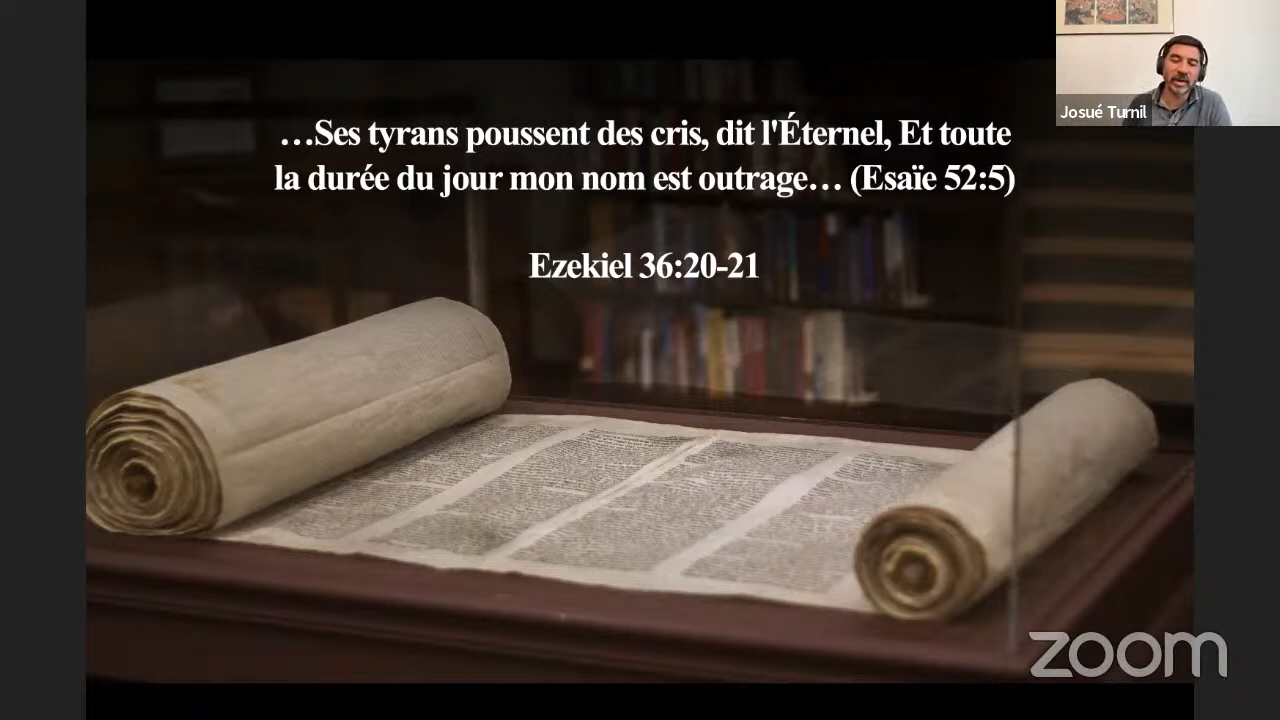 …Ses tyrans poussent des cris, dit l'Éternel, Et toute
la durée du jour mon nom est outrage… (Esaïe 52:5)
Ezekiel 36:20-21
Josué Turnil
zoom